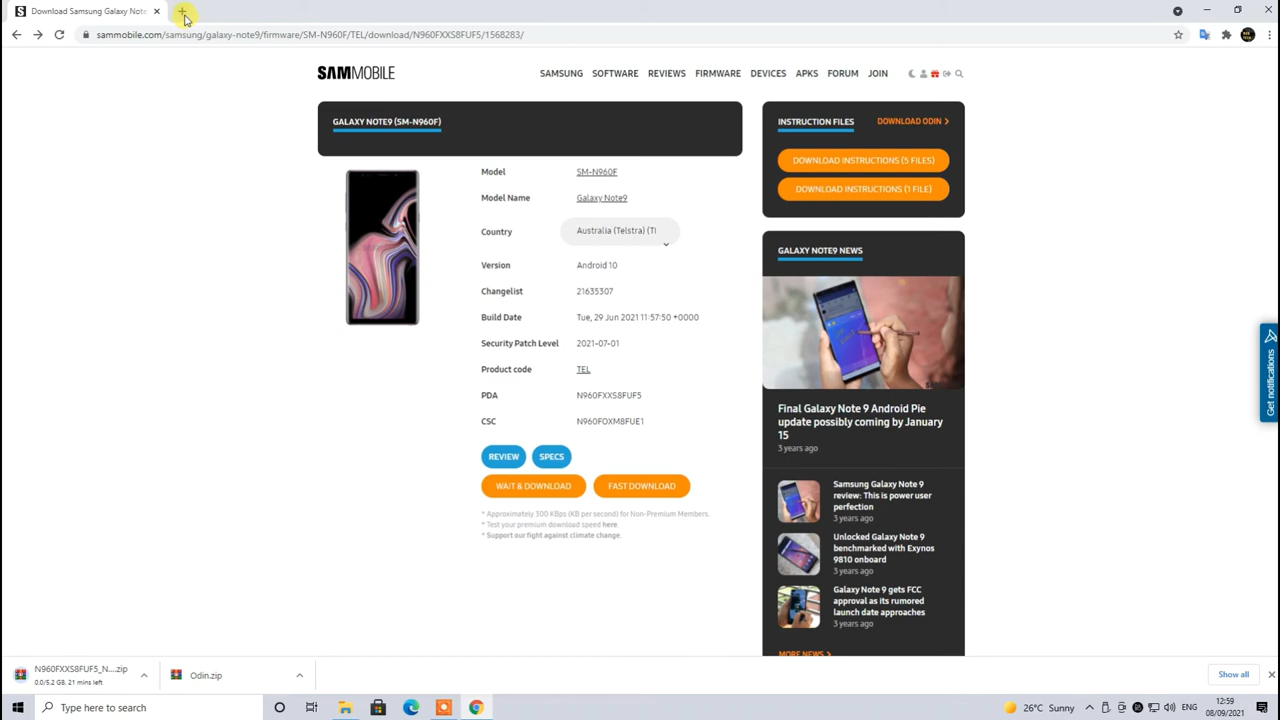 Download Samsung Galaxy Note
sammobile.com/samsung/galaxy-note9/firmware/SM-N960F/TEL/download/N960FXXS8FUF5/1568283/
SAMMOBILE
SAMSUNG SOFTWARE REVIEWS FIRMWARE DEVICES APKS FORUM JOIN
GALAXY NOTE9 (SM-N960F)
Model SM-N960F
Model Name Galaxy Note9
Country Australia (Telstra) (TI
Version Android 10
Changelist 21635307
Build Date Tue, 29 Jun 2021 11:57:50 +0000
Security Patch Level 2021-07-01
Product code TEL
PDA N960FXXS8FUF5
CSC N960FOXM8FUE1
REVIEW SPECS
WAIT & DOWNLOAD FAST DOWNLOAD
* Approximately 300 KBps (KB per second) for Non-Premium Members.
* Test your premium download speed here.
* Support our fight against climate change.
INSTRUCTION FILES DOWNLOAD ODIN >
DOWNLOAD INSTRUCTIONS (5 FILES)
DOWNLOAD INSTRUCTIONS (1 FILE)
GALAXY NOTE9 NEWS
Final Galaxy Note 9 Android Pie
update possibly coming by January
15
3 years ago
Samsung Galaxy Note 9
review: This is power user
perfection
3 years ago
Unlocked Galaxy Note 9
benchmarked with Exynos
9810 onboard
3 years ago
Galaxy Note 9 gets FCC
approval as its rumored
launch date approaches
3 years ago
MORE NEWS >
Get notifications
N960FXXS8FUF5_N....zip
0.0/5.2 GB, 21 mins left
Odin.zip
Show all
Type here to search
26°C Sunny
ENG
12:59
08/09/2021